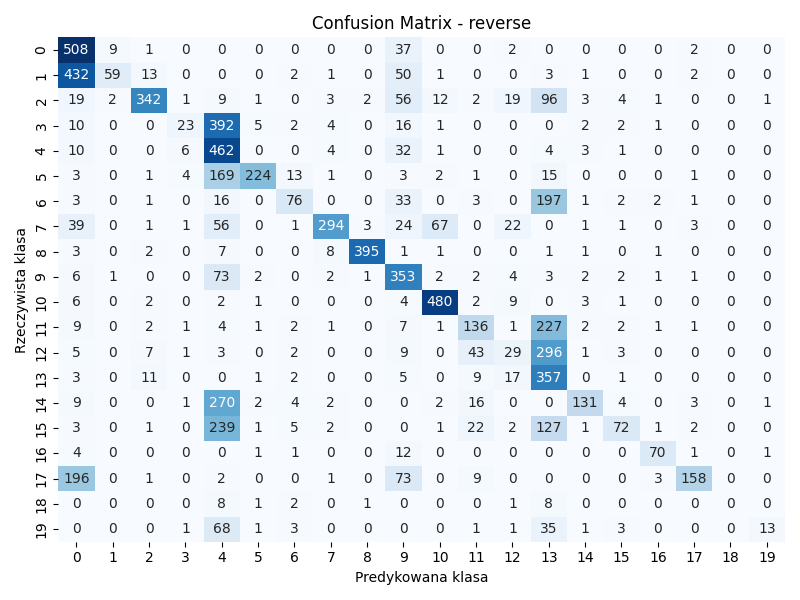 Confusion Matrix - reverse
Rzeczywista klasa
0 508 9 1 0 0 0 0 0 0 37 0 0 2 0 0 0 0 2 0 0
1 432 59 13 0 0 0 2 1 0 50 1 0 0 3 1 0 0 2 0 0
2 19 2 342 1 9 1 0 3 2 56 12 2 19 96 3 4 1 0 0 1
3 10 0 0 23 392 5 2 4 0 16 1 0 0 0 2 2 1 0 0 0
4 10 0 0 6 462 0 0 4 0 32 1 0 0 4 3 1 0 0 0 0
5 3 0 1 4 169 224 13 1 0 3 2 1 0 15 0 0 0 1 0 0
6 3 0 1 0 16 0 76 0 0 33 0 3 0 197 1 2 2 1 0 0
7 39 0 1 1 56 0 1 294 3 24 67 0 22 0 1 1 0 3 0 0
8 3 0 2 0 7 0 0 8 395 1 1 0 0 1 1 0 1 0 0 0
9 6 1 0 0 73 2 0 2 1 353 2 2 4 3 2 2 1 1 0 0
10 6 0 2 0 2 1 0 0 0 4 480 2 9 0 3 1 0 0 0 0
11 9 0 2 1 4 1 2 1 0 7 1 136 1 227 2 2 1 1 0 0
12 5 0 7 1 3 0 2 0 0 9 0 43 29 296 1 3 0 0 0 0
13 3 0 11 0 0 1 2 0 0 5 0 9 17 357 0 1 0 0 0 0
14 9 0 0 1 270 2 4 2 0 0 2 16 0 0 131 4 0 3 0 1
15 3 0 1 0 239 1 5 2 0 0 1 22 2 127 1 72 1 2 0 0
16 4 0 0 0 0 1 1 0 0 12 0 0 0 0 0 0 70 1 0 1
17 196 0 1 0 2 0 0 1 0 73 0 9 0 0 0 0 3 158 0 0
18 0 0 0 0 8 1 2 0 1 0 0 0 1 8 0 0 0 0 0 0
19 0 0 0 1 68 1 3 0 0 0 0 1 1 35 1 3 0 0 0 13
0 1 2 3 4 5 6 7 8 9 10 11 12 13 14 15 16 17 18 19
Predykowana klasa